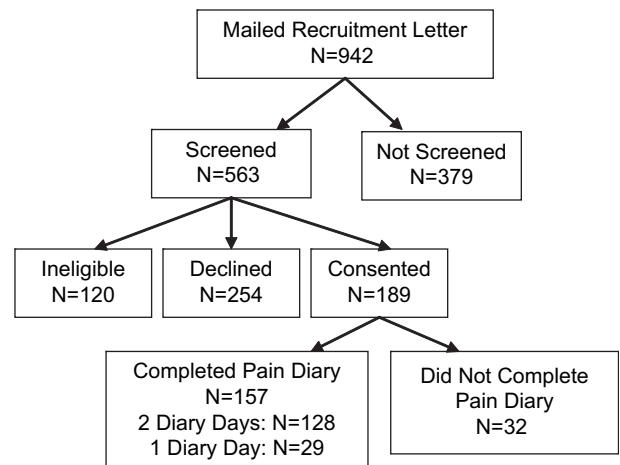 Mailed Recruitment Letter
N=942
Screened
N=563
Not Screened
N=379
Ineligible
N=120
Declined
N=254
Consented
N=189
Completed Pain Diary
N=157
2 Diary Days: N=128
1 Diary Day: N=29
Did Not Complete
Pain Diary
N=32